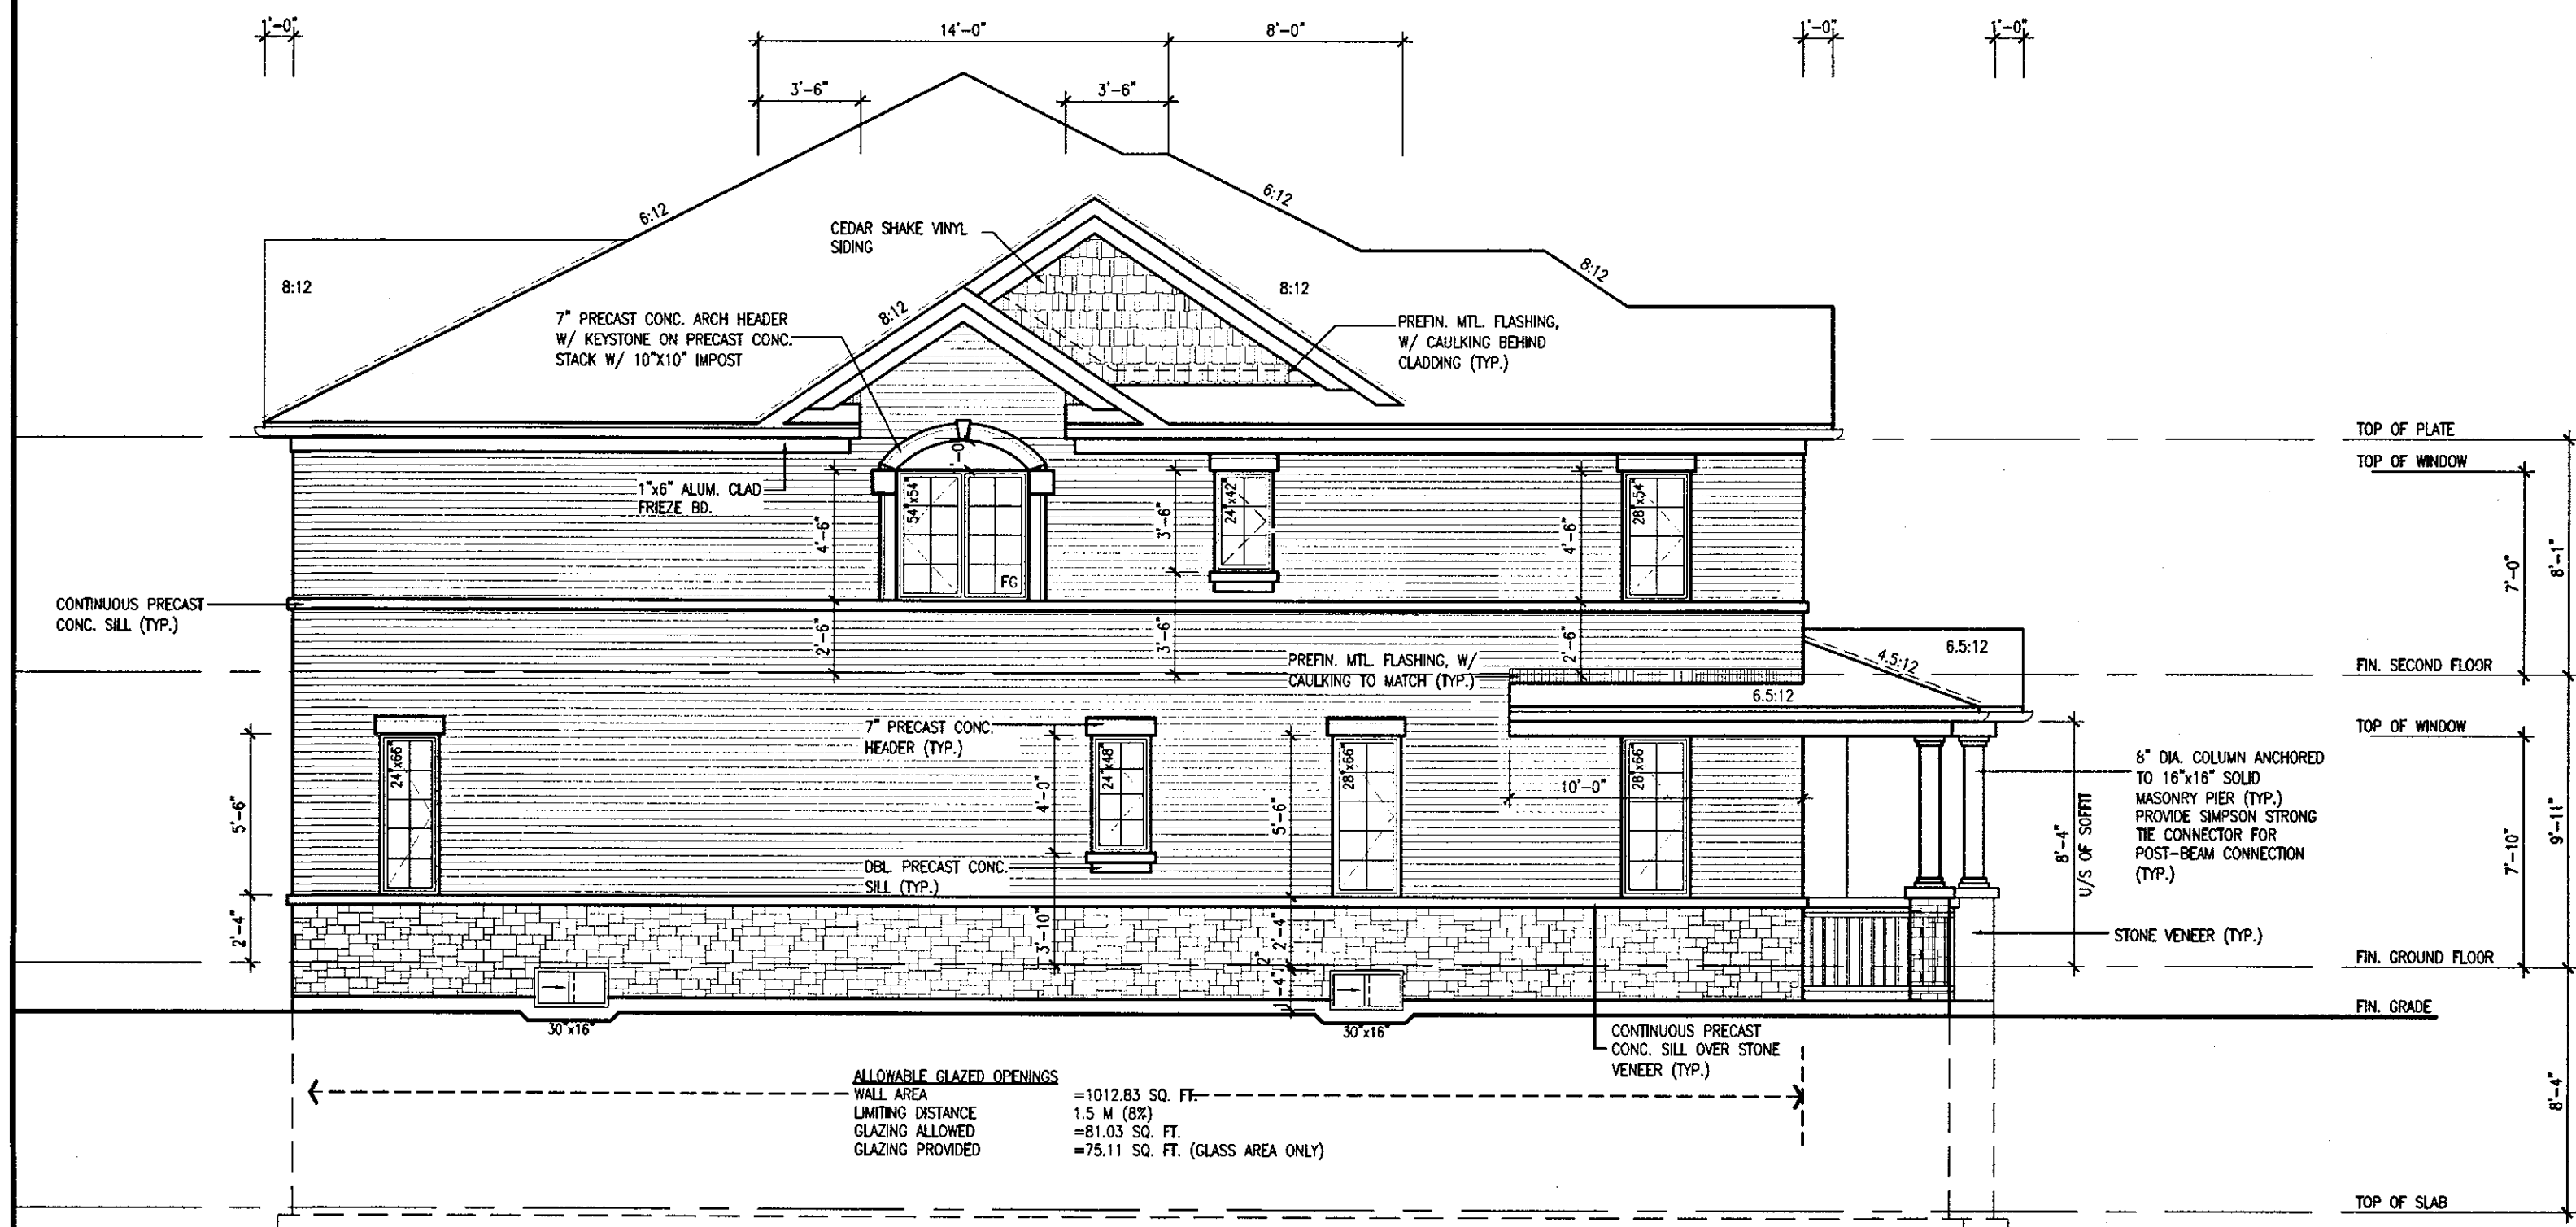 1'-0"
14'-0"
8'-0"
1'-0"
1'-0"
3'-6"
3'-6"
6:12
6:12
CEDAR SHAKE VINYL
SIDING
8:12
8:12
8:12
8:12
7" PRECAST CONC. ARCH HEADER
W/ KEYSTONE ON PRECAST CONC.
STACK W/ 10"X10" IMPOST
PREFIN. MTL. FLASHING,
W/ CAULKING BEHIND
CLADDING (TYP.)
TOP OF PLATE
TOP OF WINDOW
1"x6" ALUM. CLAD
FRIEZE BD.
54"x54"
FG
24"x42"
28"x54"
4'-6"
3'-6"
4'-6"
7'-0"
8'-1"
CONTINUOUS PRECAST
CONC. SILL (TYP.)
2'-6"
3'-6"
2'-6"
PREFIN. MTL. FLASHING, W/
CAULKING TO MATCH (TYP.)
4.5:12
6.5:12
6.5:12
FIN. SECOND FLOOR
7" PRECAST CONC.
HEADER (TYP.)
TOP OF WINDOW
24"x66"
24"x48"
28"x66"
28"x66"
5'-6"
4'-0"
5'-6"
10'-0"
8'-4"
U/S OF SOFFIT
8" DIA. COLUMN ANCHORED
TO 16"x16" SOLID
MASONRY PIER (TYP.)
PROVIDE SIMPSON STRONG
TIE CONNECTOR FOR
POST-BEAM CONNECTION
(TYP.)
7'-10"
9'-11"
DBL. PRECAST CONC.
SILL (TYP.)
2'-4"
3'-10"
2'-4"
2"
STONE VENEER (TYP.)
FIN. GROUND FLOOR
FIN. GRADE
30"x16"
30"x16"
CONTINUOUS PRECAST
CONC. SILL OVER STONE
VENEER (TYP.)
8'-4"
ALLOWABLE GLAZED OPENINGS
WALL AREA =1012.83 SQ. FT.
LIMITING DISTANCE 1.5 M (8%)
GLAZING ALLOWED =81.03 SQ. FT.
GLAZING PROVIDED =75.11 SQ. FT. (GLASS AREA ONLY)
TOP OF SLAB